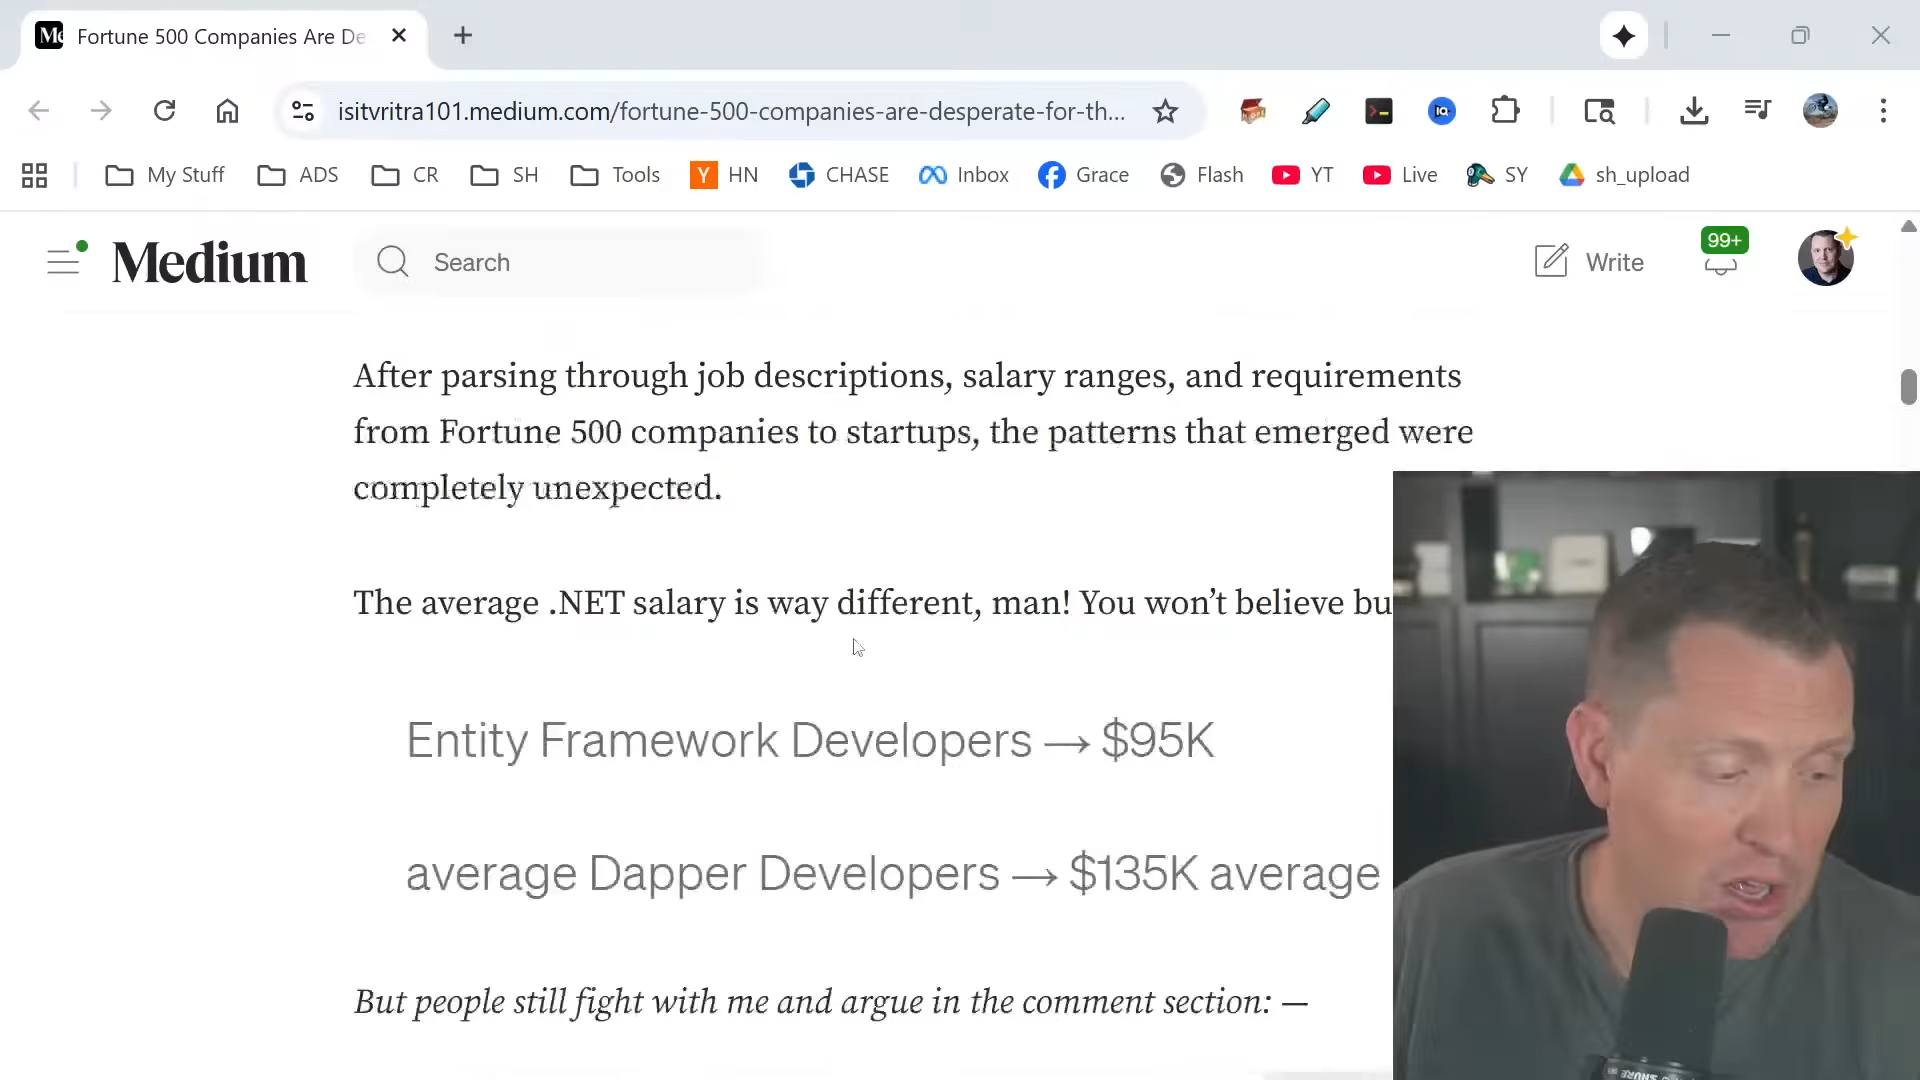 Me Fortune 500 Companies Are De
isitvritra101.medium.com/fortune-500-companies-are-desperate-for-th...
My Stuff ADS CR SH Tools Y HN CHASE Inbox Grace Flash YT Live SY sh_upload
Medium Search Write 99+
After parsing through job descriptions, salary ranges, and requirements
from Fortune 500 companies to startups, the patterns that emerged were
completely unexpected.
The average .NET salary is way different, man! You won’t believe bu
Entity Framework Developers → $95K
average Dapper Developers → $135K average
But people still fight with me and argue in the comment section: —
SHURE